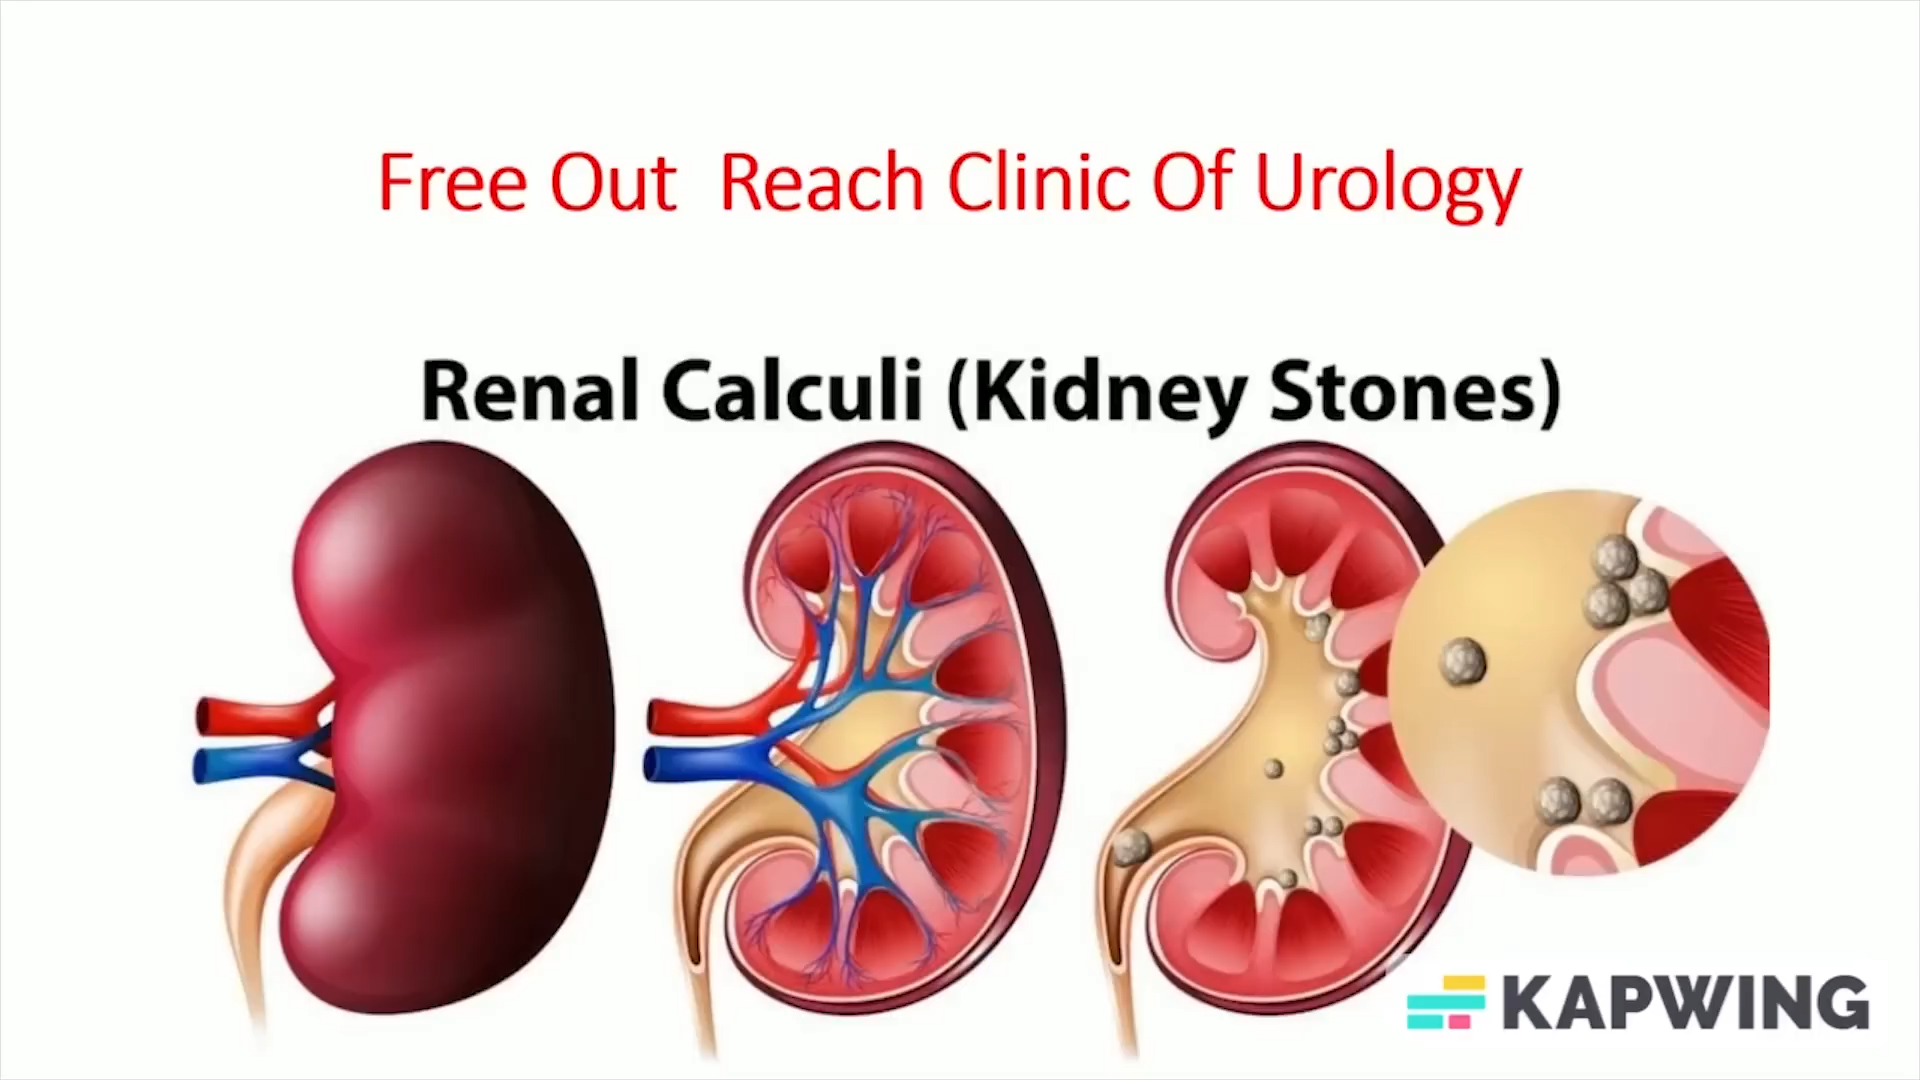 Free Out  Reach Clinic Of Urology
Renal Calculi (Kidney Stones)
KAPWING